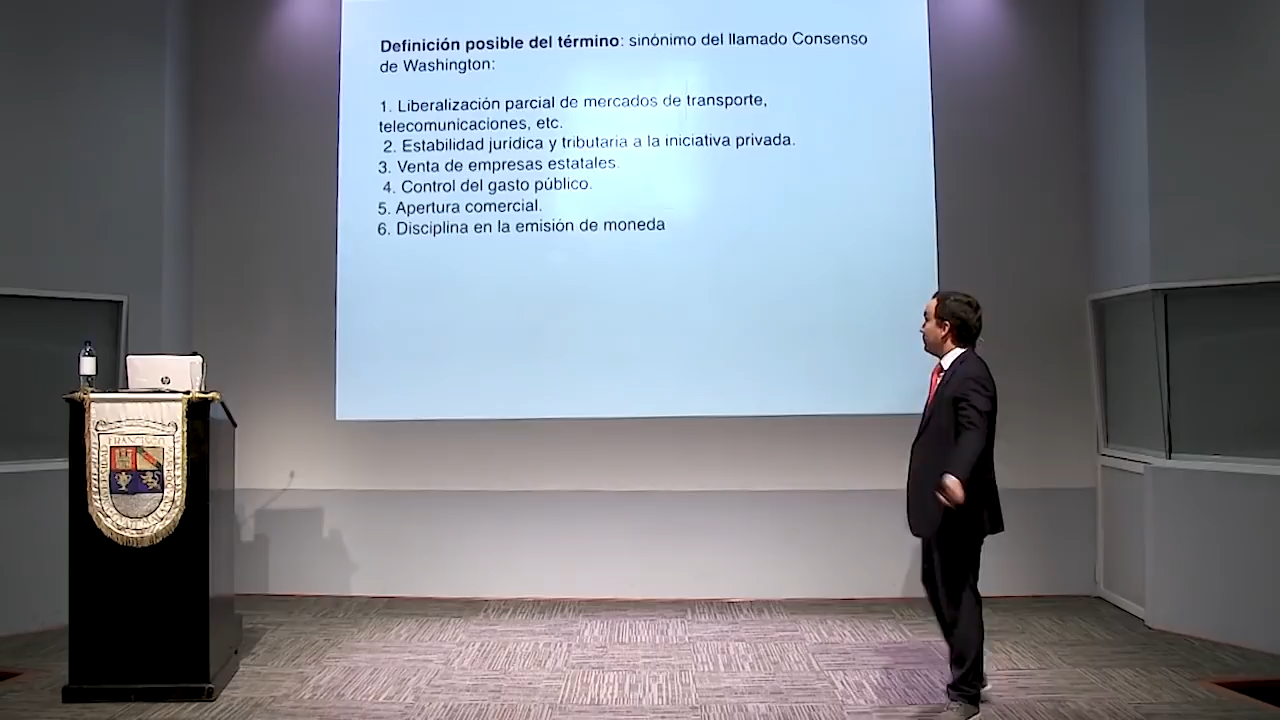 Definición posible del término: sinónimo del llamado Consenso
de Washington:
1. Liberalización parcial de mercados de transporte,
telecomunicaciones, etc.
2. Estabilidad jurídica y tributaria a la iniciativa privada.
3. Venta de empresas estatales.
4. Control del gasto público.
5. Apertura comercial.
6. Disciplina en la emisión de moneda
hp
FRANCISCO